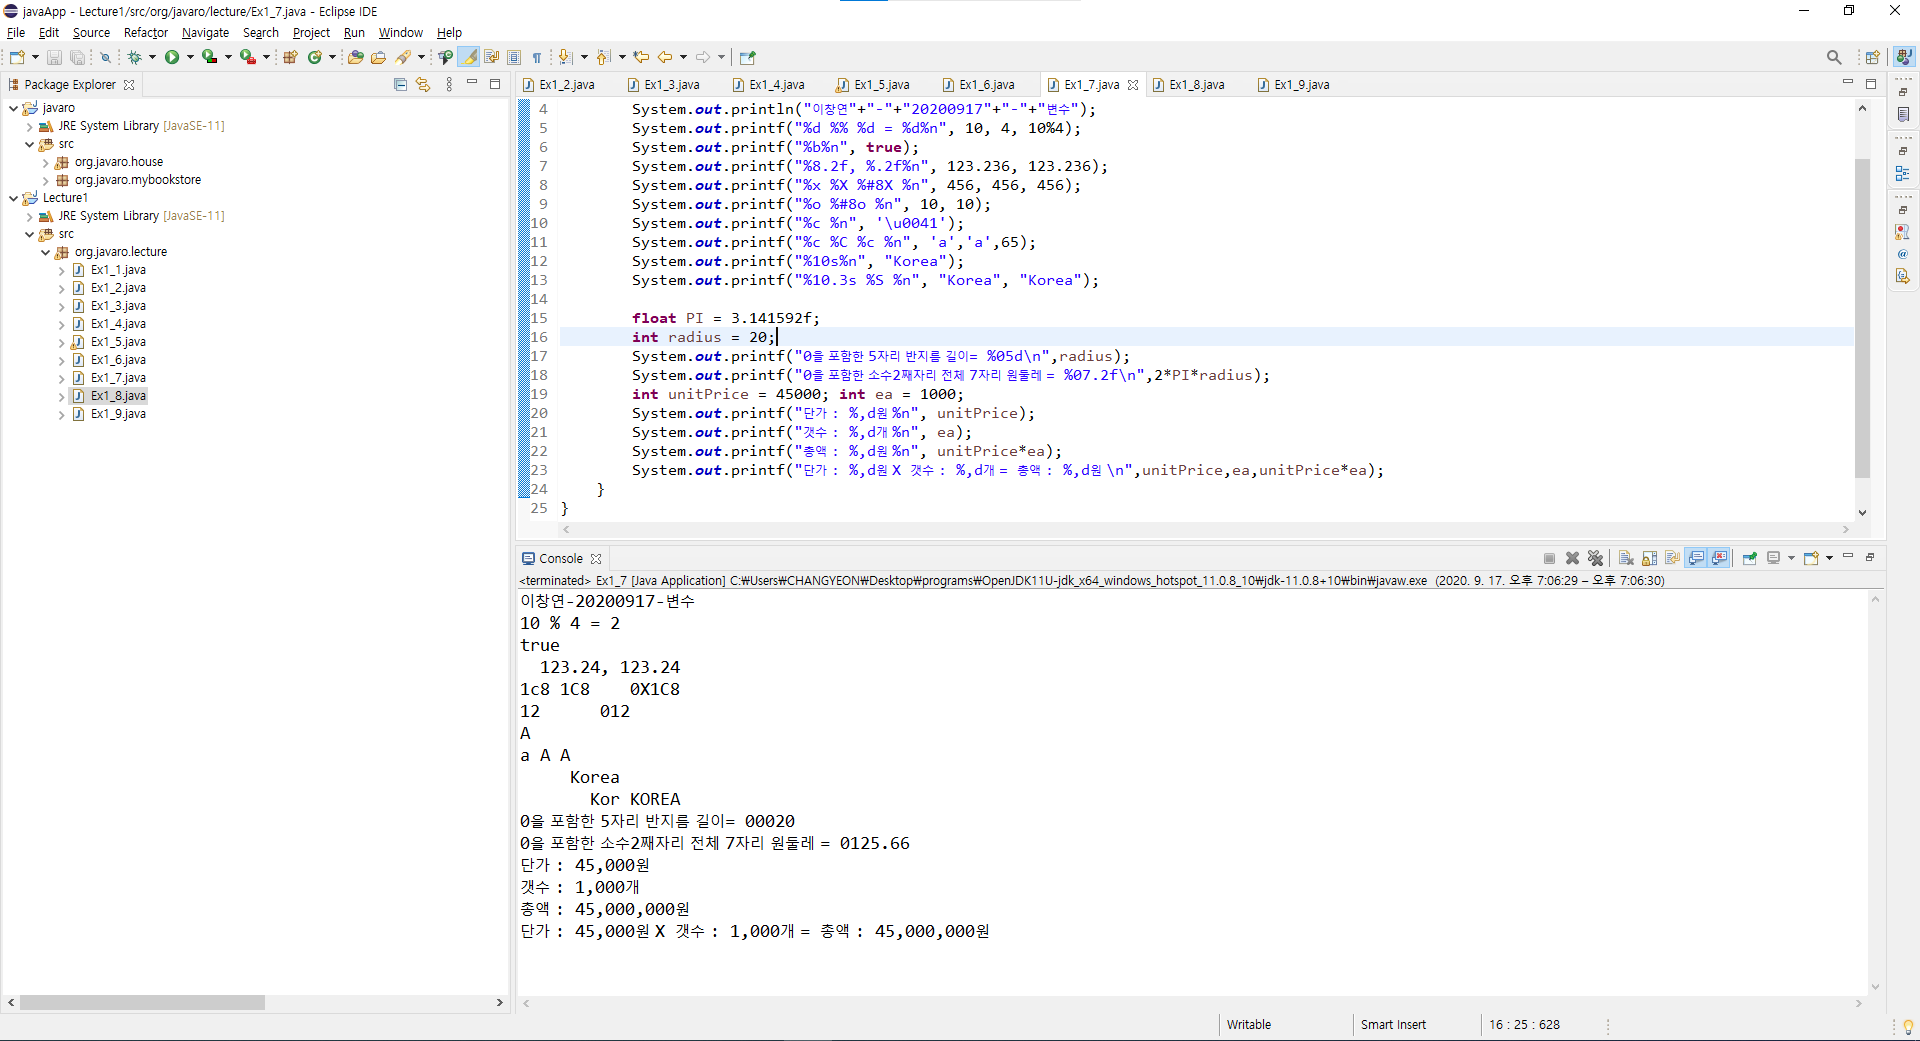 javaApp - Lecture1/src/org/javaro/lecture/Ex1_7.java - Eclipse IDE
File Edit Source Refactor Navigate Search Project Run Window Help
Package Explorer
javaro
JRE System Library [JavaSE-11]
src
org.javaro.house
org.javaro.mybookstore
Lecture1
JRE System Library [JavaSE-11]
src
org.javaro.lecture
Ex1_1.java
Ex1_2.java
Ex1_3.java
Ex1_4.java
Ex1_5.java
Ex1_6.java
Ex1_7.java
Ex1_8.java
Ex1_9.java
Ex1_2.java Ex1_3.java Ex1_4.java Ex1_5.java Ex1_6.java Ex1_7.java Ex1_8.java Ex1_9.java
4 System.out.println("이창연"+"-"+"20200917"+"-"+"변수");
5 System.out.printf("%d %% %d = %d%n", 10, 4, 10%4);
6 System.out.printf("%b%n", true);
7 System.out.printf("%8.2f, %.2f%n", 123.236, 123.236);
8 System.out.printf("%x %X %#8X %n", 456, 456, 456);
9 System.out.printf("%o %#8o %n", 10, 10);
10 System.out.printf("%c %n", '\u0041');
11 System.out.printf("%c %C %c %n", 'a','a',65);
12 System.out.printf("%10s%n", "Korea");
13 System.out.printf("%10.3s %S %n", "Korea", "Korea");
14
15 float PI = 3.141592f;
16 int radius = 20;
17 System.out.printf("0을 포함한 5자리 반지름 길이= %05d\n",radius);
18 System.out.printf("0을 포함한 소수2째자리 전체 7자리 원둘레 = %07.2f\n",2*PI*radius);
19 int unitPrice = 45000; int ea = 1000;
20 System.out.printf("단가 : %,d원 %n", unitPrice);
21 System.out.printf("갯수 : %,d개 %n", ea);
22 System.out.printf("총액 : %,d원 %n", unitPrice*ea);
23 System.out.printf("단가 : %,d원 X 갯수 : %,d개 = 총액 : %,d원 \n",unitPrice,ea,unitPrice*ea);
24 }
25 }
Console
<terminated> Ex1_7 [Java Application] C:₩Users₩CHANGYEON₩Desktop₩programs₩OpenJDK11U-jdk_x64_windows_hotspot_11.0.8_10₩jdk-11.0.8+10₩bin₩javaw.exe (2020. 9. 17. 오후 7:06:29 – 오후 7:06:30)
이창연-20200917-변수
10 % 4 = 2
true
123.24, 123.24
1c8 1C8 0X1C8
12 012
A
a A A
Korea
Kor KOREA
0을 포함한 5자리 반지름 길이= 00020
0을 포함한 소수2째자리 전체 7자리 원둘레 = 0125.66
단가 : 45,000원
갯수 : 1,000개
총액 : 45,000,000원
단가 : 45,000원 X 갯수 : 1,000개 = 총액 : 45,000,000원
Writable Smart Insert 16 : 25 : 628